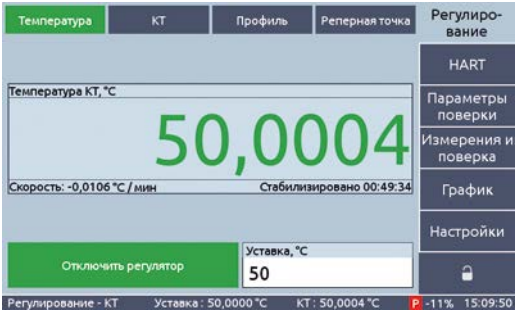 Температура
КТ
Профиль
Реперная точка
Регулиро-
вание
HART
Параметры
поверки
Измерения и
поверка
График
Настройки
Температура КТ, °C
50,0004
Скорость: -0,0106 °C / мин
Стабилизировано 00:49:34
Отключить регулятор
Уставка, °C
50
Регулирование - КТ Уставка : 50,0000 °C КТ : 50,0004 °C P -11% 15:09:50